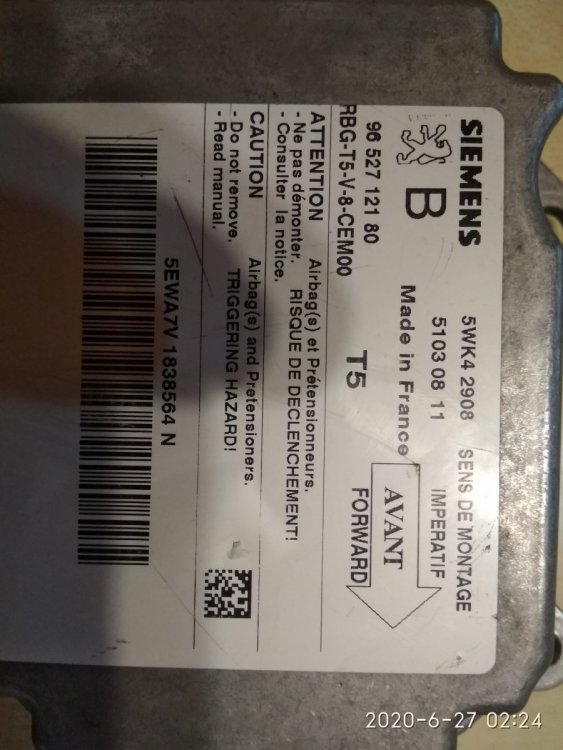 SIEMENS 5WK4 2908 SENS DE MONTAGE
B 5103 08 11 IMPERATIF
Made in France AVANT
96 527 121 80 FORWARD
RBG-T5-V-8-CEM00 T5
ATTENTION Airbag(s) et Prétensionneurs.
- Ne pas démonter. RISQUE DE DECLENCHEMENT!
- Consulter la notice.
CAUTION Airbag(s) and Pretensioners.
- Do not remove. TRIGGERING HAZARD!
- Read manual.
5EWA7V 1838564 N
2020-6-27 02:24